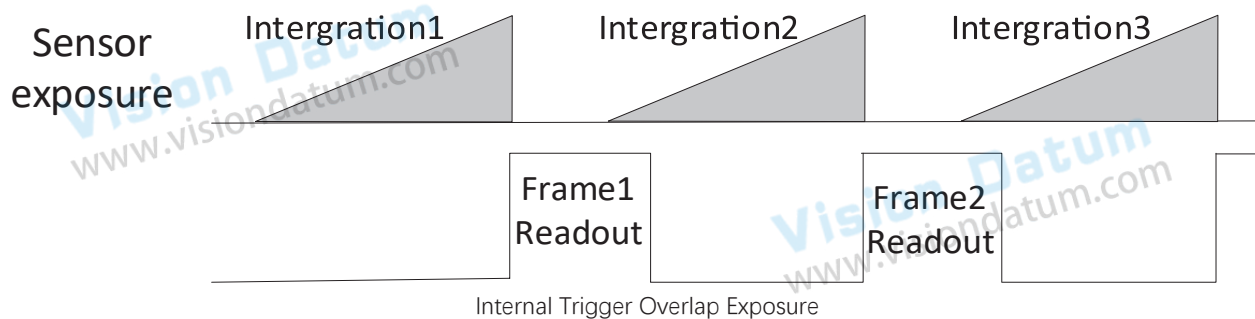 Intergration1 Intergration2 Intergration3
Sensor
exposure
Vision Datum
www.visiondatum.com
Frame1
Readout
Frame2
Readout
Vision Datum
www.visiondatum.com
Internal Trigger Overlap Exposure